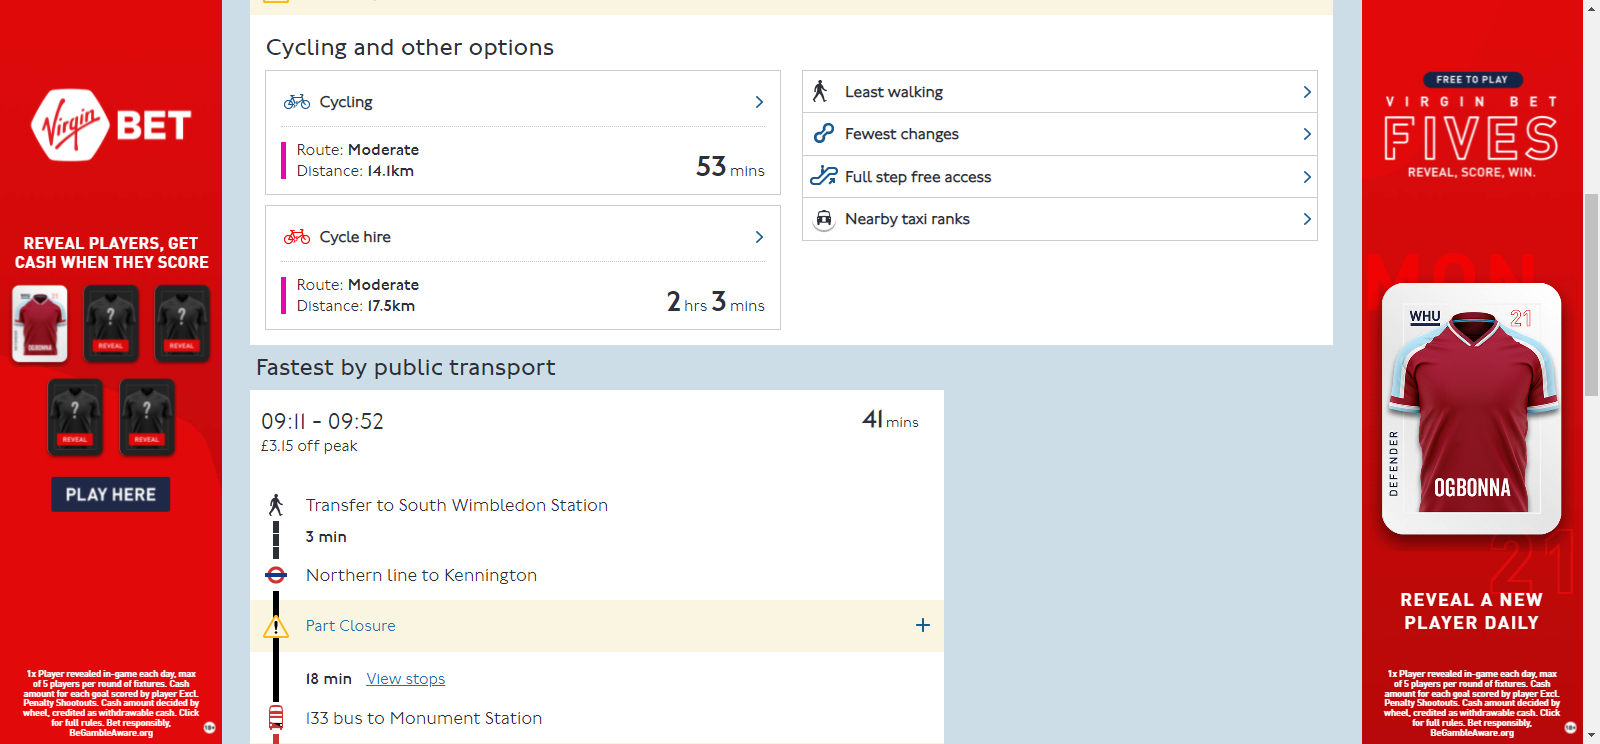 Virgin BET
REVEAL PLAYERS, GET
CASH WHEN THEY SCORE
WHU 21
OGBONNA
?
REVEAL
?
REVEAL
?
REVEAL
?
REVEAL
PLAY HERE
1x Player revealed in-game each day, max
of 5 players per round of fixtures. Cash
amount for each goal scored by player Excl.
Penalty Shootouts. Cash amount decided by
wheel, credited as withdrawable cash. Click
for full rules. Bet responsibly.
BeGambleAware.org
18+
Cycling and other options
Cycling
Route: Moderate
Distance: 14.1km
53 mins
Cycle hire
Route: Moderate
Distance: 17.5km
2 hrs 3 mins
Least walking
Fewest changes
Full step free access
Nearby taxi ranks
Fastest by public transport
09:11 - 09:52
41 mins
£3.15 off peak
Transfer to South Wimbledon Station
3 min
Northern line to Kennington
Part Closure
18 min View stops
133 bus to Monument Station
FREE TO PLAY
VIRGIN BET
FIVES
REVEAL, SCORE, WIN.
MON
WHU 21
DEFENDER
OGBONNA
21
REVEAL A NEW
PLAYER DAILY
1x Player revealed in-game each day, max
of 5 players per round of fixtures. Cash
amount for each goal scored by player Excl.
Penalty Shootouts. Cash amount decided by
wheel, credited as withdrawable cash. Click
for full rules. Bet responsibly.
BeGambleAware.org
18+